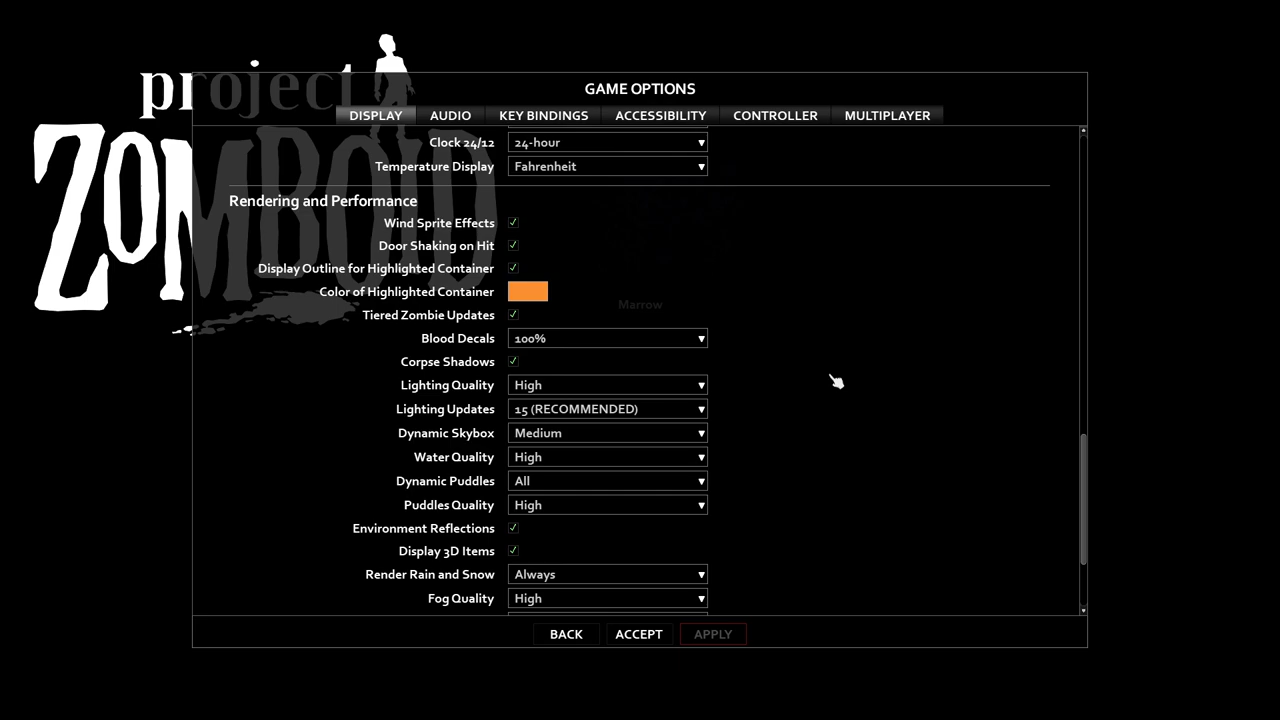 project
ZOMBOID
GAME OPTIONS
DISPLAY AUDIO KEY BINDINGS ACCESSIBILITY CONTROLLER MULTIPLAYER
Clock 24/12 24-hour
Temperature Display Fahrenheit
Rendering and Performance
Wind Sprite Effects
Door Shaking on Hit
Display Outline for Highlighted Container
Color of Highlighted Container
Marrow
Tiered Zombie Updates
Blood Decals 100%
Corpse Shadows
Lighting Quality High
Lighting Updates 15 (RECOMMENDED)
Dynamic Skybox Medium
Water Quality High
Dynamic Puddles All
Puddles Quality High
Environment Reflections
Display 3D Items
Render Rain and Snow Always
Fog Quality High
BACK ACCEPT APPLY